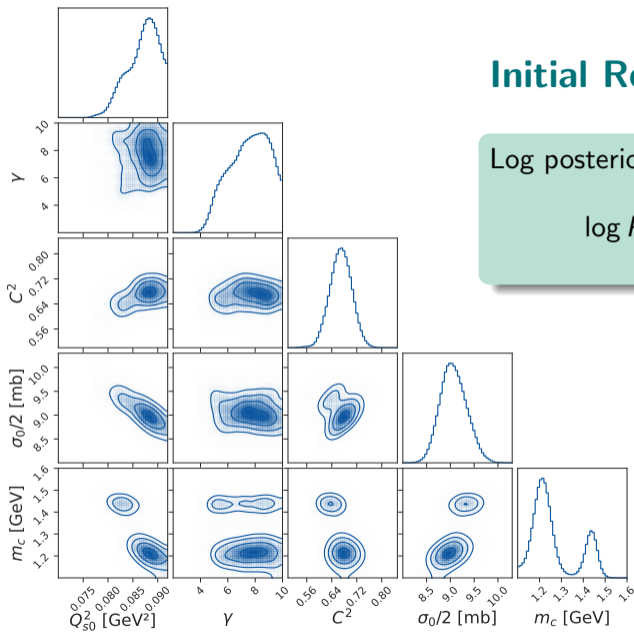 Initial Re
Log posteric
log
10
8
6
4
γ
0.80
0.72
0.64
0.56
C²
10.0
9.5
9.0
8.5
σ₀/2 [mb]
1.6
1.5
1.4
1.3
1.2
m_c [GeV]
0.075 0.080 0.085 0.090
4 6 8 10
0.56 0.64 0.72 0.80
8.5 9.0 9.5 10.0
1.2 1.3 1.4 1.5 1.6
Q²ₛ₀ [GeV²] γ C² σ₀/2 [mb] m_c [GeV]